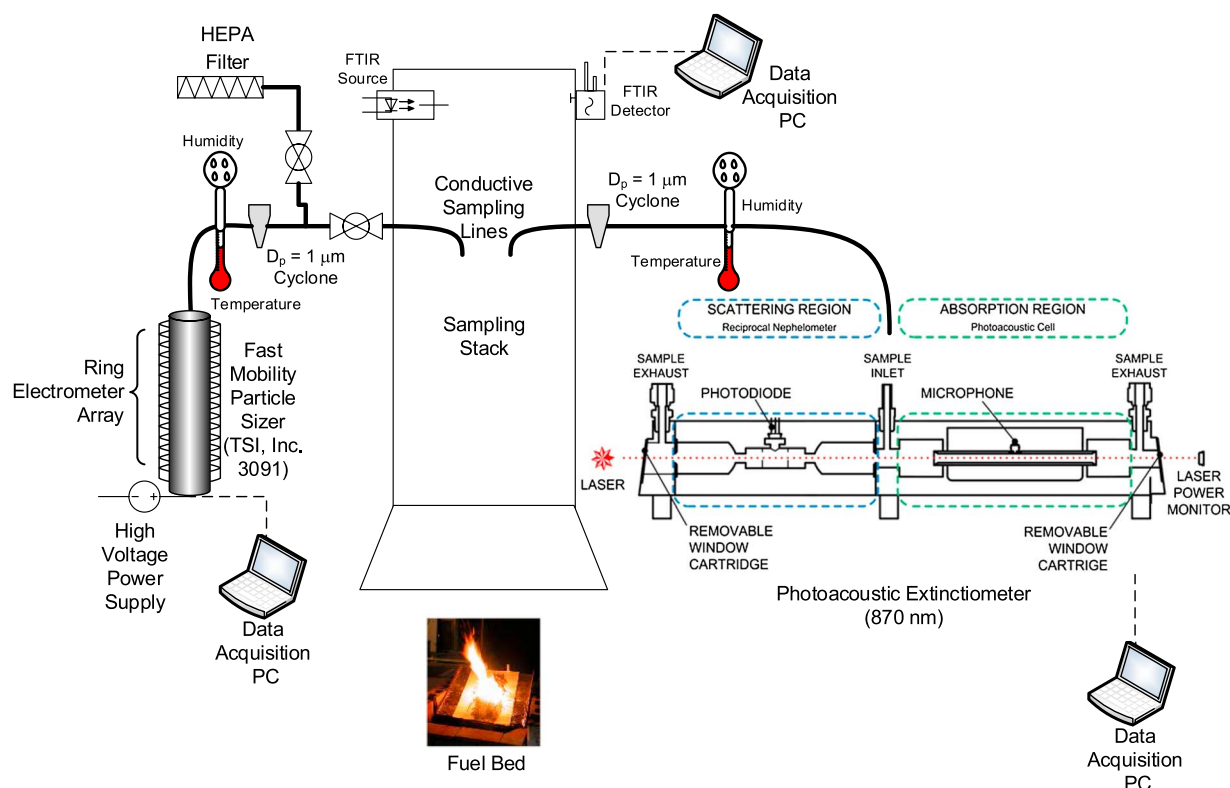 HEPA
Filter
FTIR
Source
FTIR
Detector
Data
Acquisition
PC
Humidity
Conductive
Sampling
Lines
Dp = 1 μm
Cyclone
Humidity
Dp = 1 μm
Cyclone
Temperature
Temperature
Sampling
Stack
SCATTERING REGION
Reciprocal Nephelometer
ABSORPTION REGION
Photoacoustic Cell
Ring
Electrometer
Array
Fast
Mobility
Particle
Sizer
(TSI, Inc.
3091)
SAMPLE
EXHAUST
PHOTODIODE
SAMPLE
INLET
MICROPHONE
SAMPLE
EXHAUST
LASER
LASER
POWER
MONITOR
REMOVABLE
WINDOW
CARTRIDGE
REMOVABLE
WINDOW
CARTRIGE
+
High
Voltage
Power
Supply
Photoacoustic Extinctiometer
(870 nm)
Data
Acquisition
PC
Fuel Bed
Data
Acquisition
PC